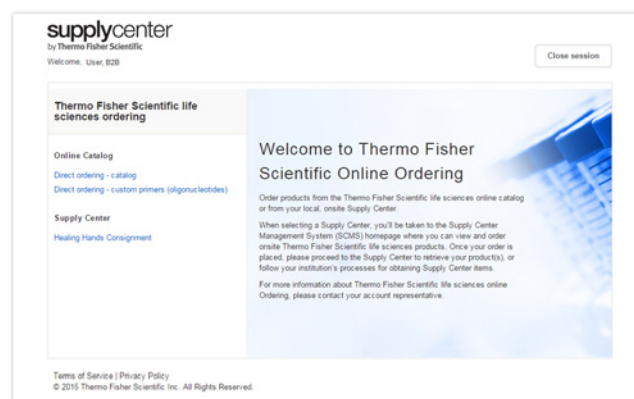 supplycenter
by Thermo Fisher Scientific
Welcome, User, B2B
Close session
Thermo Fisher Scientific life
sciences ordering
Online Catalog
Direct ordering - catalog
Direct ordering - custom primers (oligonucleotides)
Supply Center
Healing Hands Consignment
Welcome to Thermo Fisher
Scientific Online Ordering
Order products from the Thermo Fisher Scientific life sciences online catalog
or from your local, onsite Supply Center.
When selecting a Supply Center, you'll be taken to the Supply Center
Management System (SCMS) homepage where you can view and order
onsite Thermo Fisher Scientific life sciences products. Once your order is
placed, please proceed to the Supply Center to retrieve your product(s), or
follow your institution's processes for obtaining Supply Center items.
For more information about Thermo Fisher Scientific life sciences online
Ordering, please contact your account representative.
Terms of Service | Privacy Policy
© 2015 Thermo Fisher Scientific Inc. All Rights Reserved.